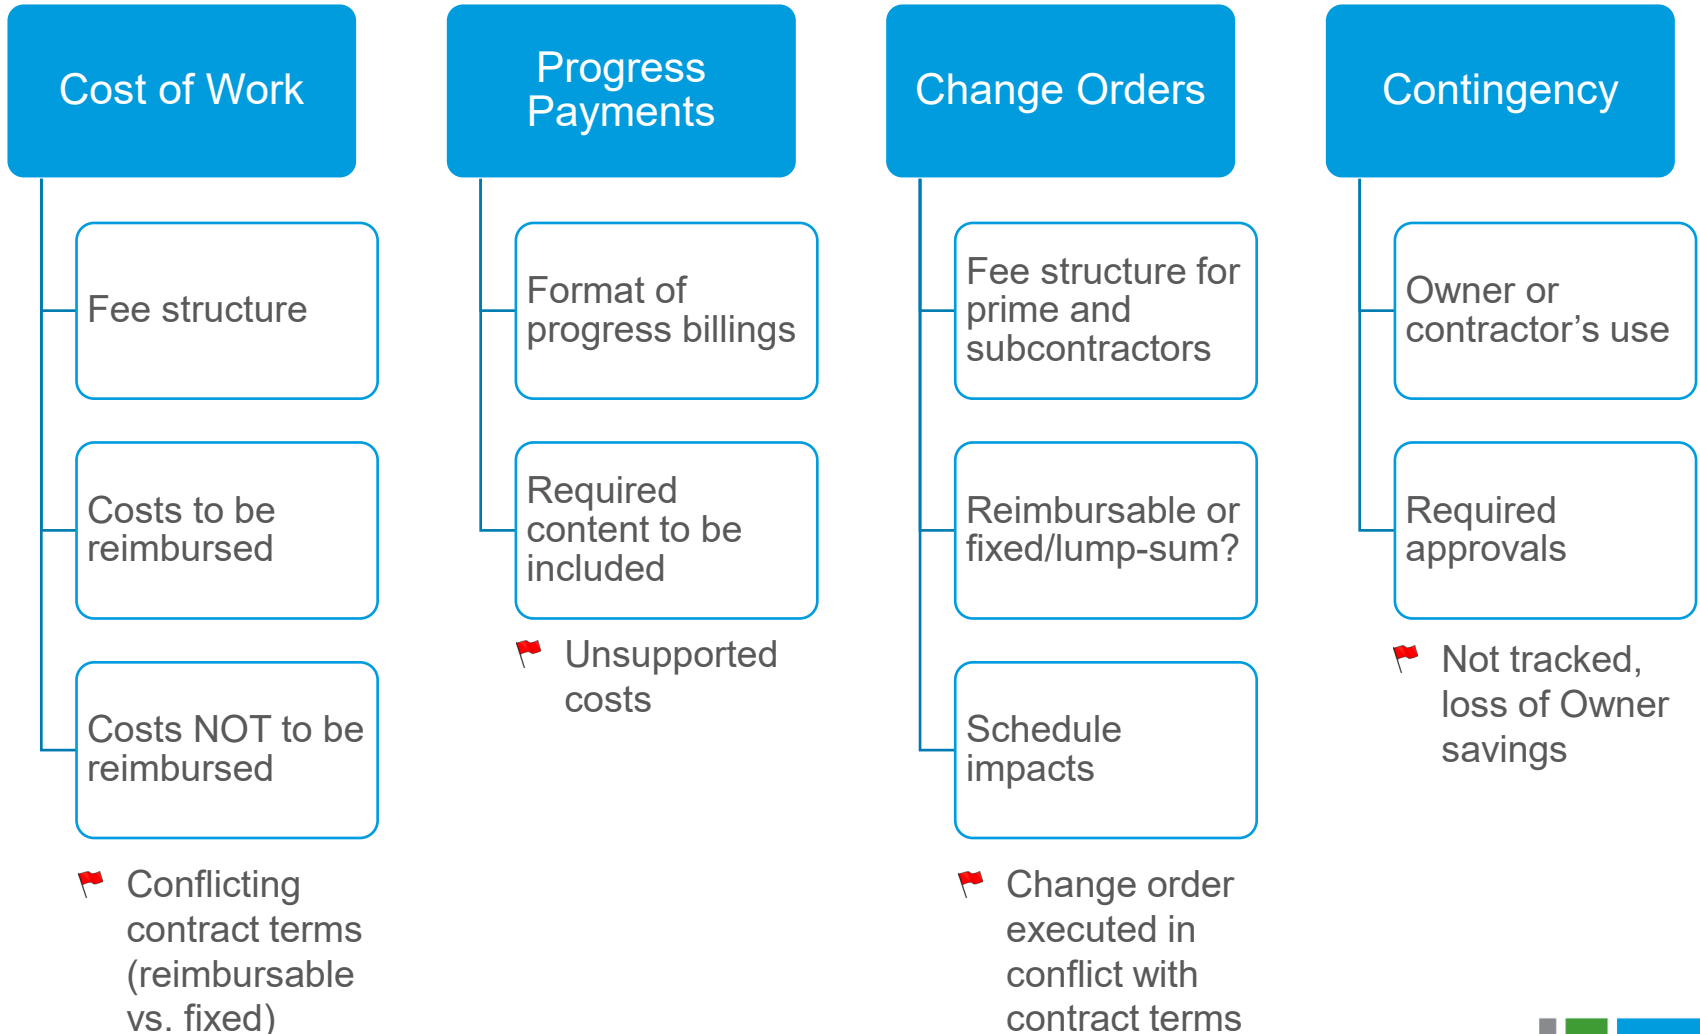 Cost of Work
Fee structure
Costs to be
reimbursed
Costs NOT to be
reimbursed
Conflicting
contract terms
(reimbursable
vs. fixed)
Progress
Payments
Format of
progress billings
Required
content to be
included
Unsupported
costs
Change Orders
Fee structure for
prime and
subcontractors
Reimbursable or
fixed/lump-sum?
Schedule
impacts
Change order
executed in
conflict with
contract terms
Contingency
Owner or
contractor’s use
Required
approvals
Not tracked,
loss of Owner
savings